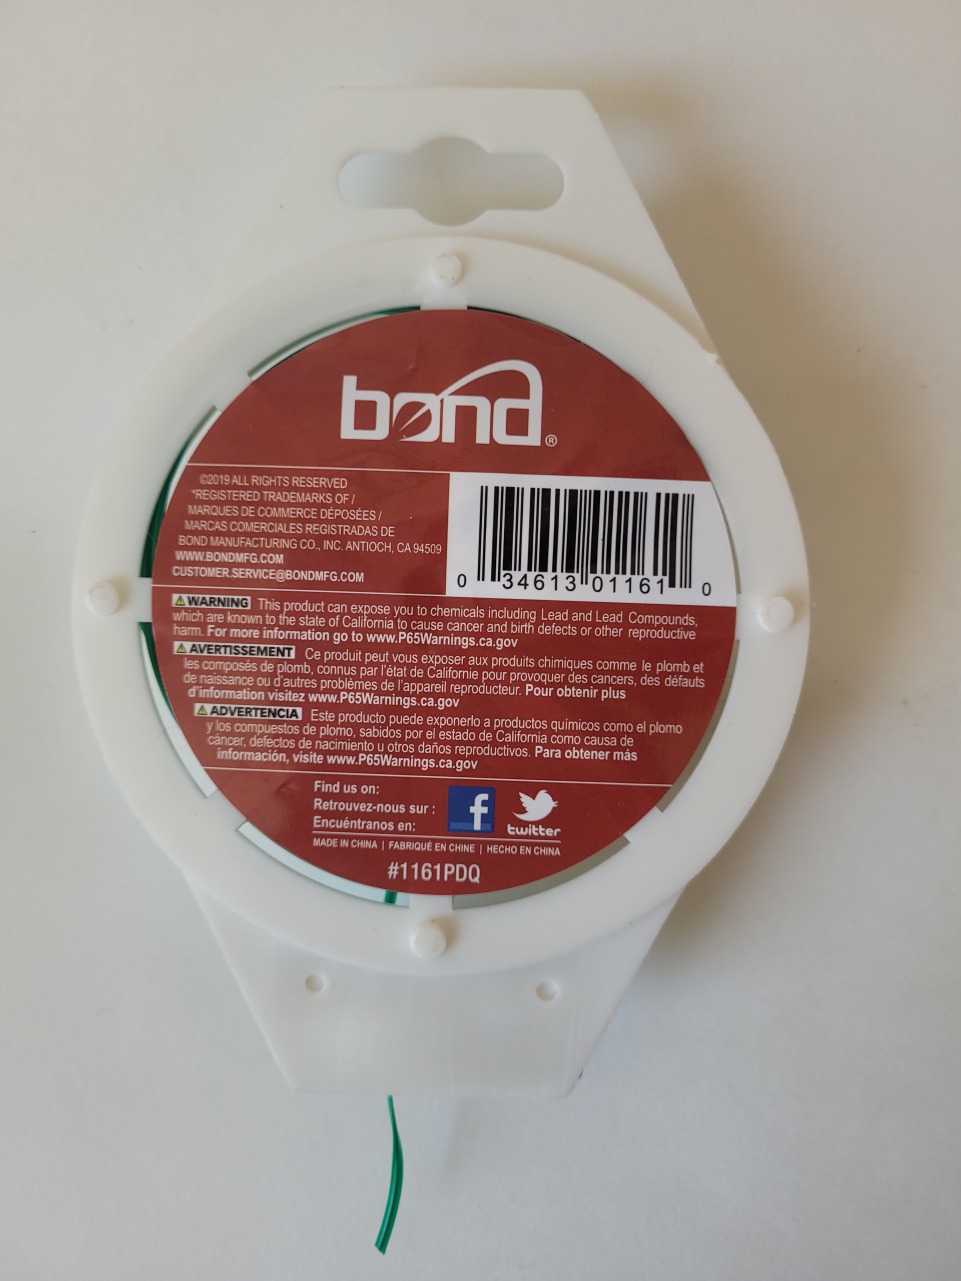 bond®
©2019 ALL RIGHTS RESERVED
*REGISTERED TRADEMARKS OF /
MARQUES DE COMMERCE DÉPOSÉES /
MARCAS COMERCIALES REGISTRADAS DE
BOND MANUFACTURING CO., INC. ANTIOCH, CA 94509
WWW.BONDMFG.COM
CUSTOMER.SERVICE@BONDMFG.COM
0 34613 01161 0
WARNING This product can expose you to chemicals including Lead and Lead Compounds,
which are known to the state of California to cause cancer and birth defects or other reproductive
harm. For more information go to www.P65Warnings.ca.gov
AVERTISSEMENT Ce produit peut vous exposer aux produits chimiques comme le plomb et
les composés de plomb, connus par l'état de Californie pour provoquer des cancers, des défauts
de naissance ou d'autres problèmes de l'appareil reproducteur. Pour obtenir plus
d'information visitez www.P65Warnings.ca.gov
ADVERTENCIA Este producto puede exponerlo a productos químicos como el plomo
y los compuestos de plomo, sabidos por el estado de California como causa de
cáncer, defectos de nacimiento u otros daños reproductivos. Para obtener más
información, visite www.P65Warnings.ca.gov
Find us on:
Retrouvez-nous sur :
Encuéntranos en:
f
twitter
MADE IN CHINA | FABRIQUÉ EN CHINE | HECHO EN CHINA
#1161PDQ